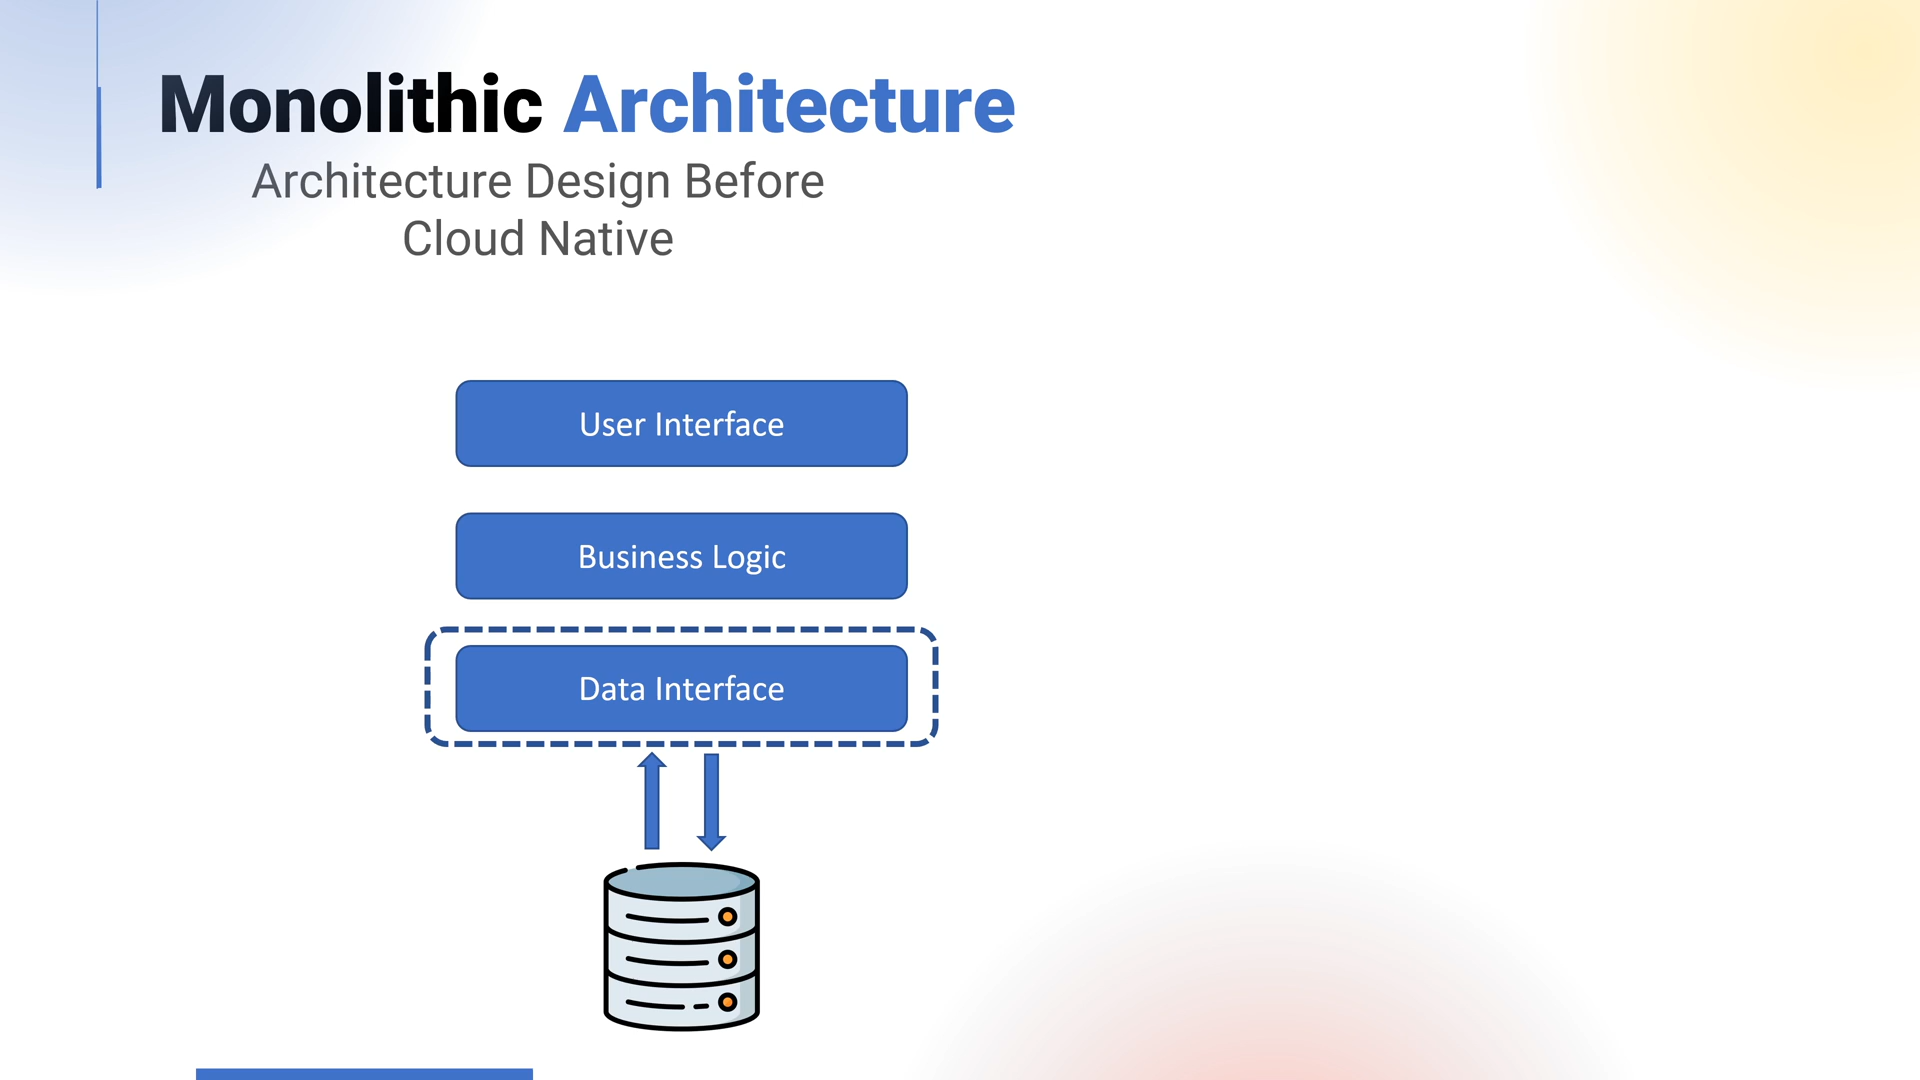 Monolithic Architecture
Architecture Design Before
Cloud Native
User Interface
Business Logic
Data Interface